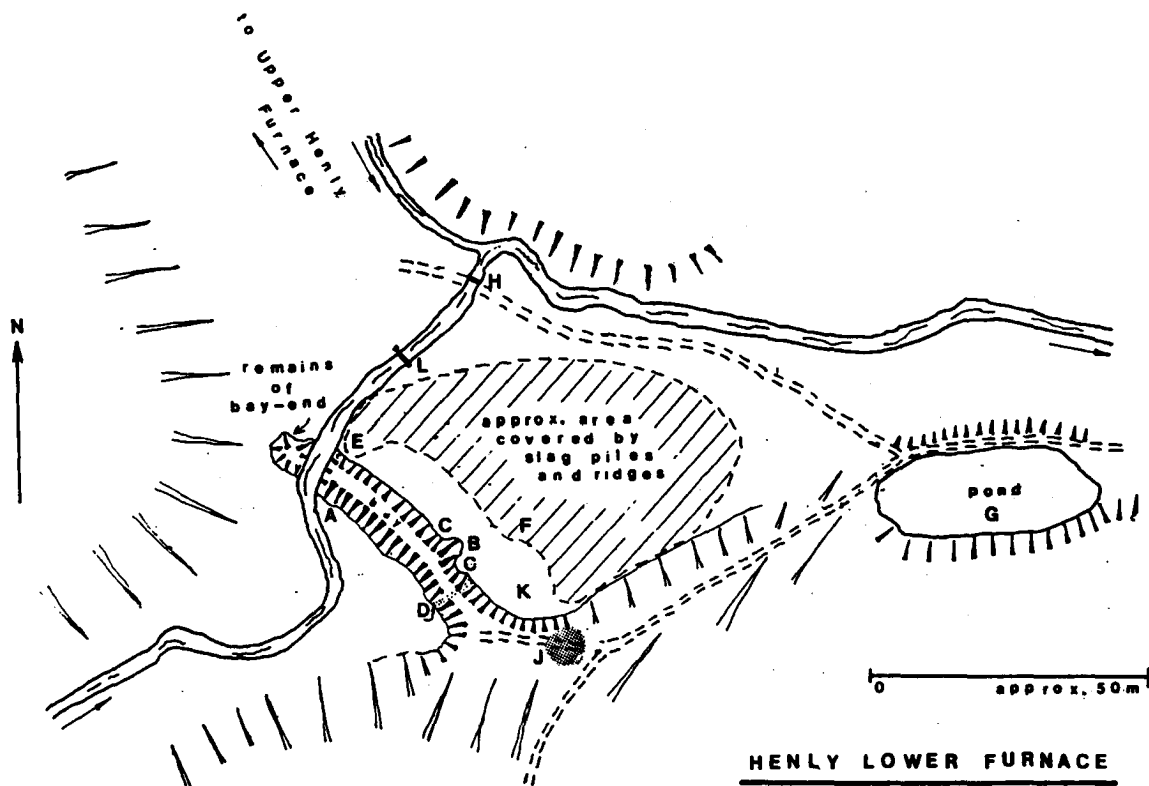 to Upper Henly
Furnace
H
N
L
remains
of
bay-end
E
approx. area
covered by
slag piles
and ridges
pond
G
A
C
B
C
F
K
D
J
0
approx. 50m
HENLY LOWER FURNACE